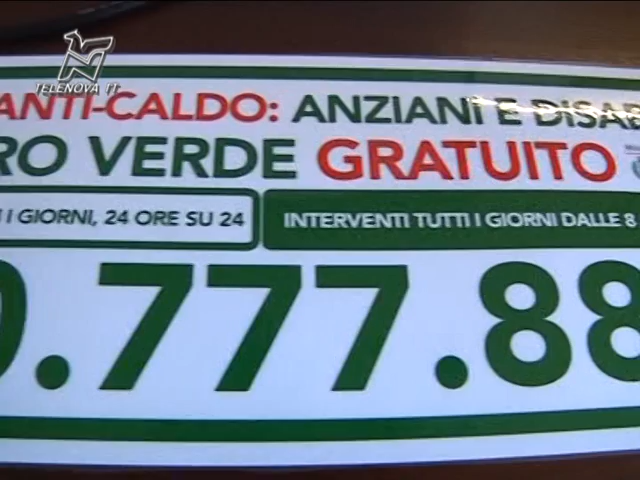 TELENOVA IT
ANTI-CALDO: ANZIANI E DISAB
RO VERDE GRATUITO
I GIORNI, 24 ORE SU 24
INTERVENTI TUTTI I GIORNI DALLE 8
0.777.88